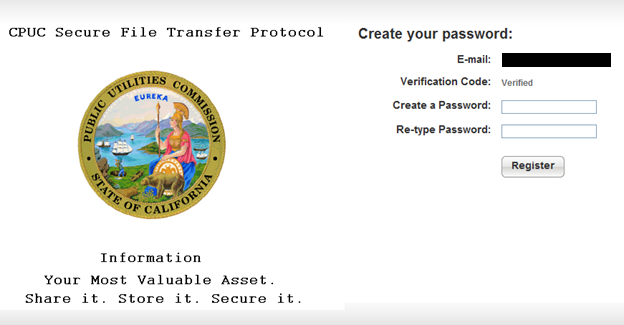 CPUC Secure File Transfer Protocol
PUBLIC UTILITIES COMMISSION
EUREKA
STATE OF CALIFORNIA
Information
Your Most Valuable Asset.
Share it. Store it. Secure it.
Create your password:
E-mail:
Verification Code: Verified
Create a Password:
Re-type Password:
Register